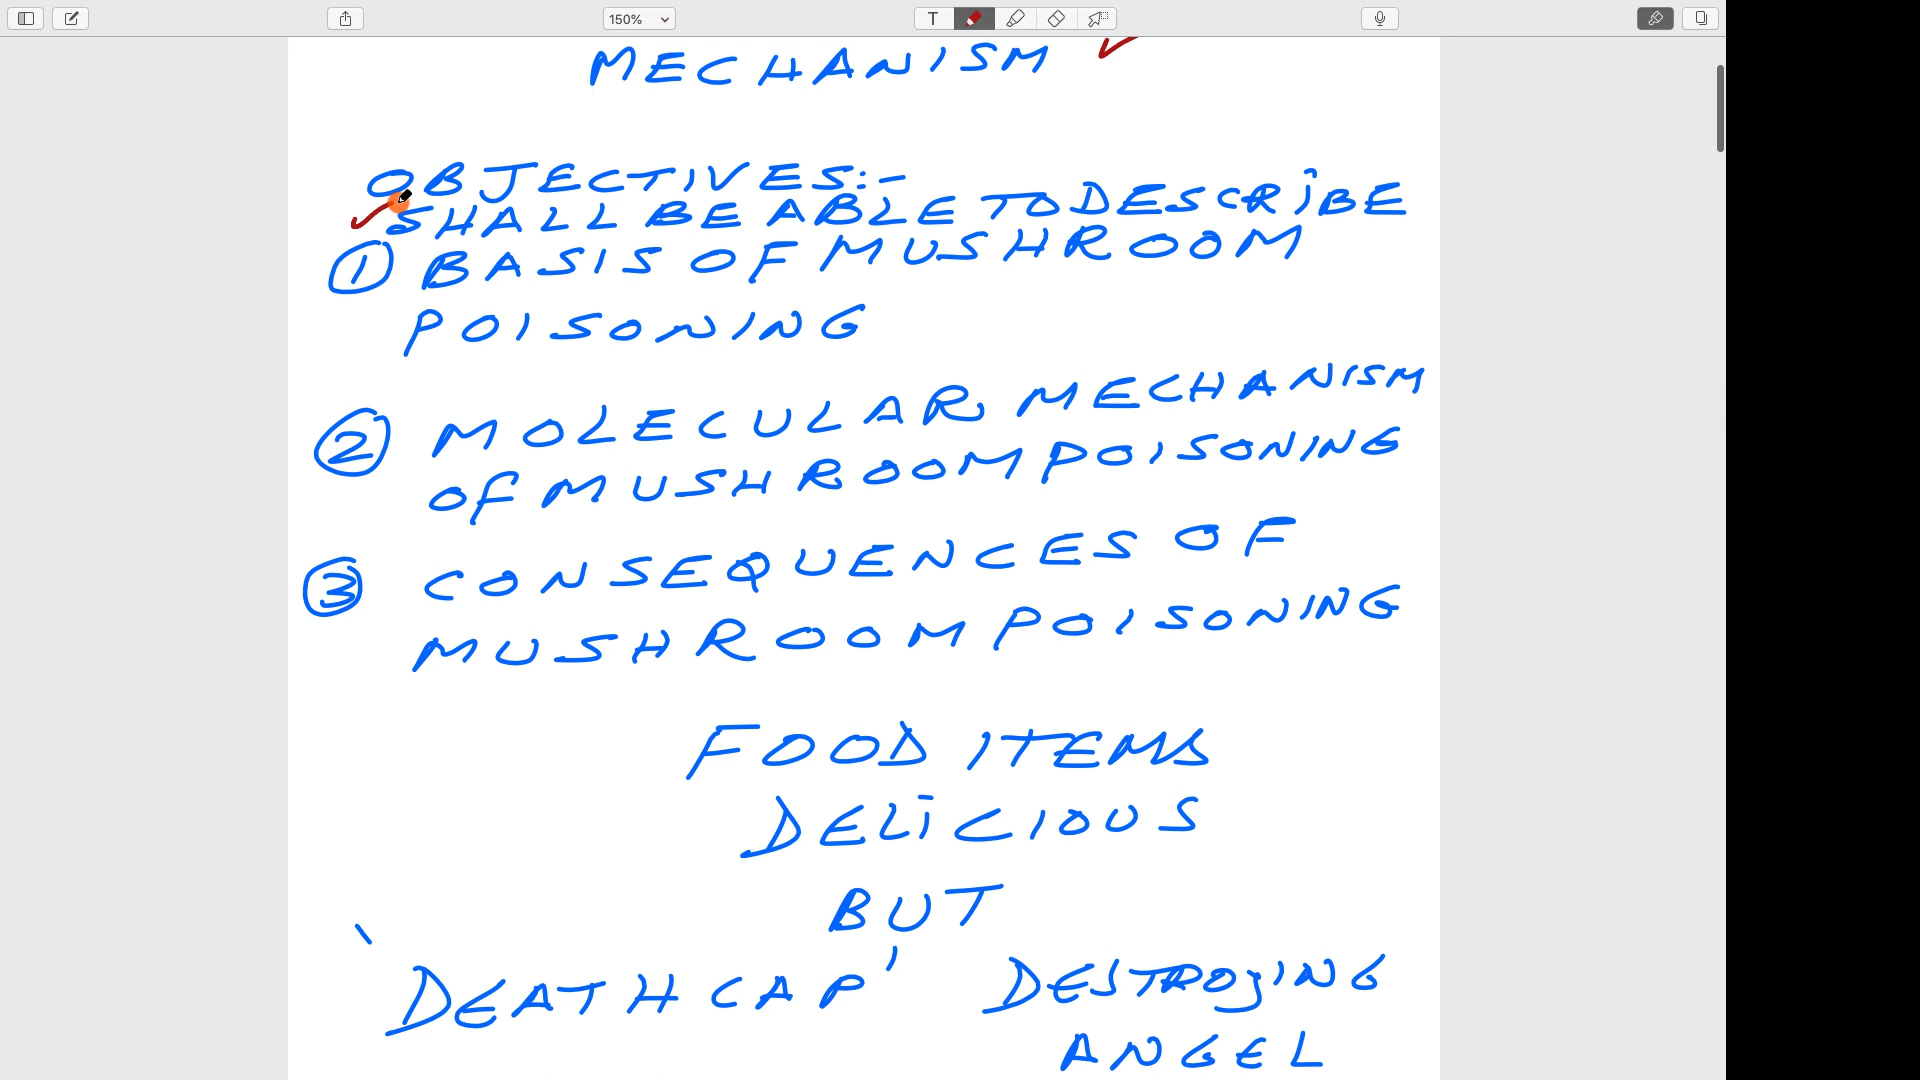 150%
T
MECHANISM
OBJECTIVES:-
SHALL BE ABLE TO DESCRIBE
1 BASIS OF MUSHROOM
POISONING
2 MOLECULAR MECHANISM
OF MUSHROOM POISONING
3 CONSEQUENCES OF
MUSHROOM POISONING
FOOD ITEMS
DELICIOUS
BUT
'DEATH CAP' DESTROYING
ANGEL